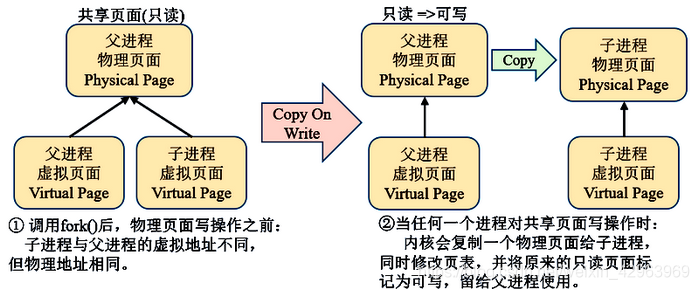 共享页面(只读)
父进程
物理页面
Physical Page
父进程
虚拟页面
Virtual Page
子进程
虚拟页面
Virtual Page
① 调用fork()后，物理页面写操作之前：
子进程与父进程的虚拟地址不同，
但物理地址相同。
Copy On
Write
只读 =>可写
父进程
物理页面
Physical Page
Copy
子进程
物理页面
Physical Page
父进程
虚拟页面
Virtual Page
子进程
虚拟页面
Virtual Page
②当任何一个进程对共享页面写操作时：
内核会复制一个物理页面给子进程，
同时修改页表，并将原来的只读页面标
记为可写，留给父进程使用。